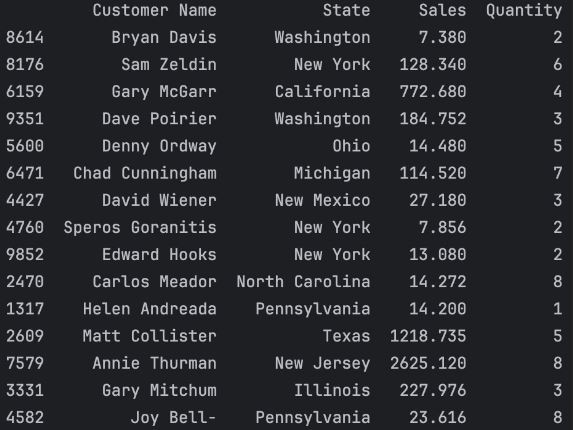 Customer Name State Sales Quantity
8614 Bryan Davis Washington 7.380 2
8176 Sam Zeldin New York 128.340 6
6159 Gary McGarr California 772.680 4
9351 Dave Poirier Washington 184.752 3
5600 Denny Ordway Ohio 14.480 5
6471 Chad Cunningham Michigan 114.520 7
4427 David Wiener New Mexico 27.180 3
4760 Speros Goranitis New York 7.856 2
9852 Edward Hooks New York 13.080 2
2470 Carlos Meador North Carolina 14.272 8
1317 Helen Andreada Pennsylvania 14.200 1
2609 Matt Collister Texas 1218.735 5
7579 Annie Thurman New Jersey 2625.120 8
3331 Gary Mitchum Illinois 227.976 3
4582 Joy Bell- Pennsylvania 23.616 8